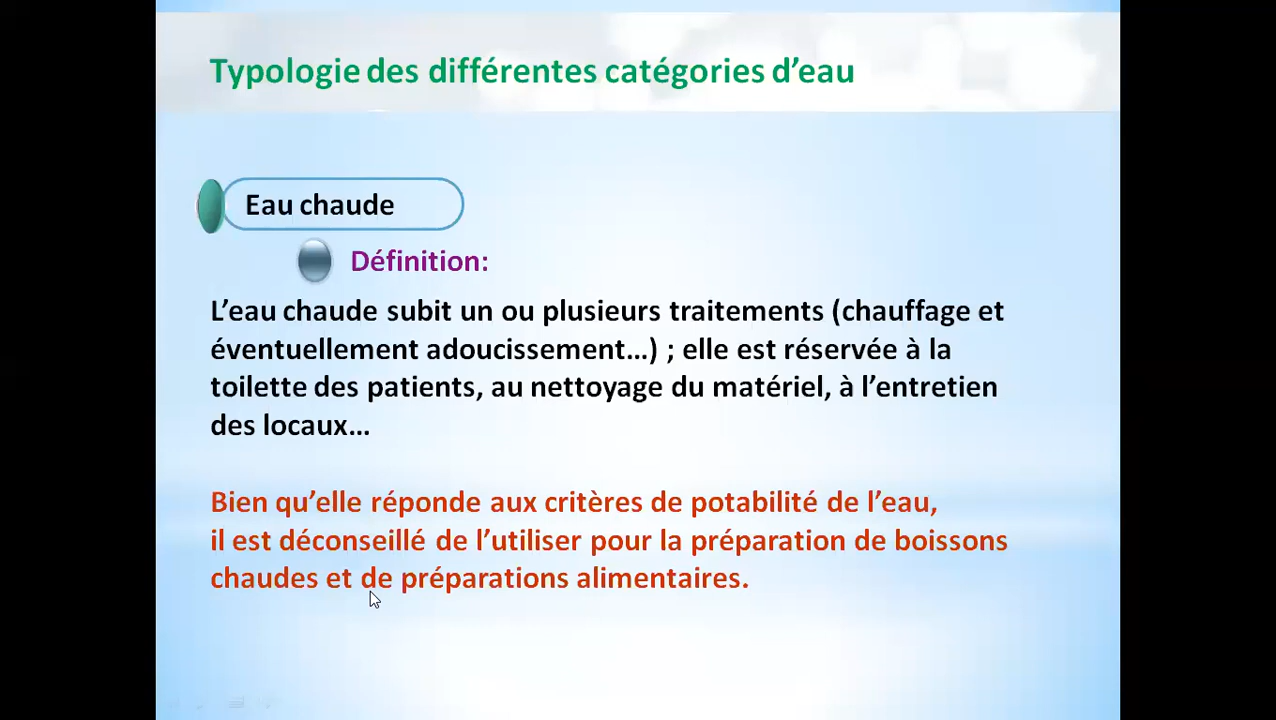 Typologie des différentes catégories d’eau
Eau chaude
Définition:
L’eau chaude subit un ou plusieurs traitements (chauffage et
éventuellement adoucissement…) ; elle est réservée à la
toilette des patients, au nettoyage du matériel, à l’entretien
des locaux…
Bien qu’elle réponde aux critères de potabilité de l’eau,
il est déconseillé de l’utiliser pour la préparation de boissons
chaudes et de préparations alimentaires.